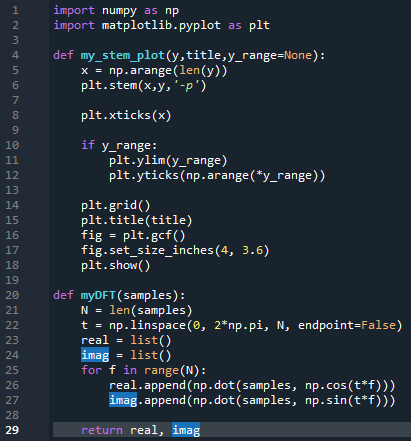 1 import numpy as np
2 import matplotlib.pyplot as plt
3
4 def my_stem_plot(y,title,y_range=None):
5     x = np.arange(len(y))
6     plt.stem(x,y,'-p')
7
8     plt.xticks(x)
9
10     if y_range:
11         plt.ylim(y_range)
12         plt.yticks(np.arange(*y_range))
13
14     plt.grid()
15     plt.title(title)
16     fig = plt.gcf()
17     fig.set_size_inches(4, 3.6)
18     plt.show()
19
20 def myDFT(samples):
21     N = len(samples)
22     t = np.linspace(0, 2*np.pi, N, endpoint=False)
23     real = list()
24     imag = list()
25     for f in range(N):
26         real.append(np.dot(samples, np.cos(t*f)))
27         imag.append(np.dot(samples, np.sin(t*f)))
28
29     return real, imag